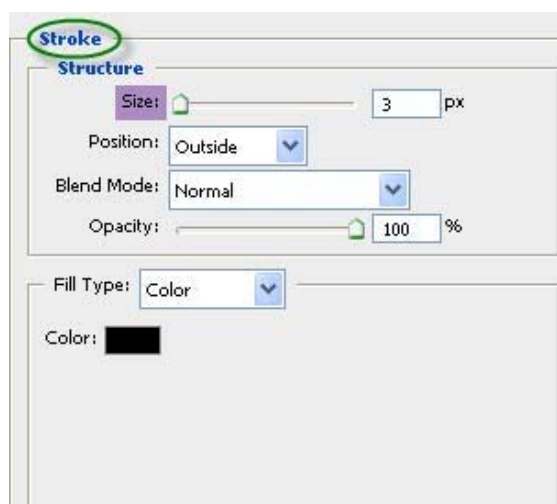 Stroke
Structure
Size: 3 px
Position: Outside
Blend Mode: Normal
Opacity: 100 %
Fill Type: Color
Color: